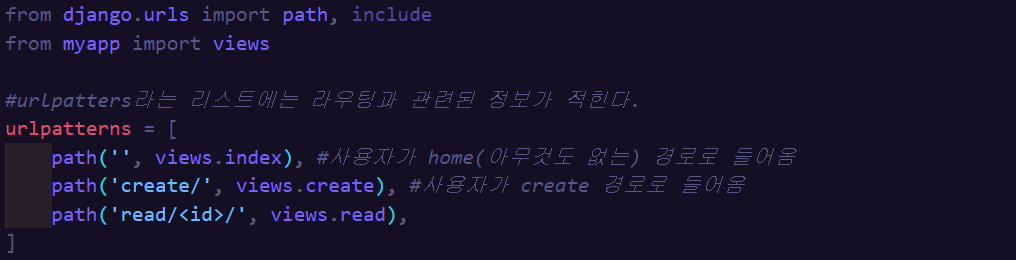 from django.urls import path, include
from myapp import views
#urlpatters라는 리스트에는 라우팅과 관련된 정보가 적힌다.
urlpatterns = [
path('', views.index), #사용자가 home(아무것도 없는) 경로로 들어옴
path('create/', views.create), #사용자가 create 경로로 들어옴
path('read/<id>/', views.read),
]